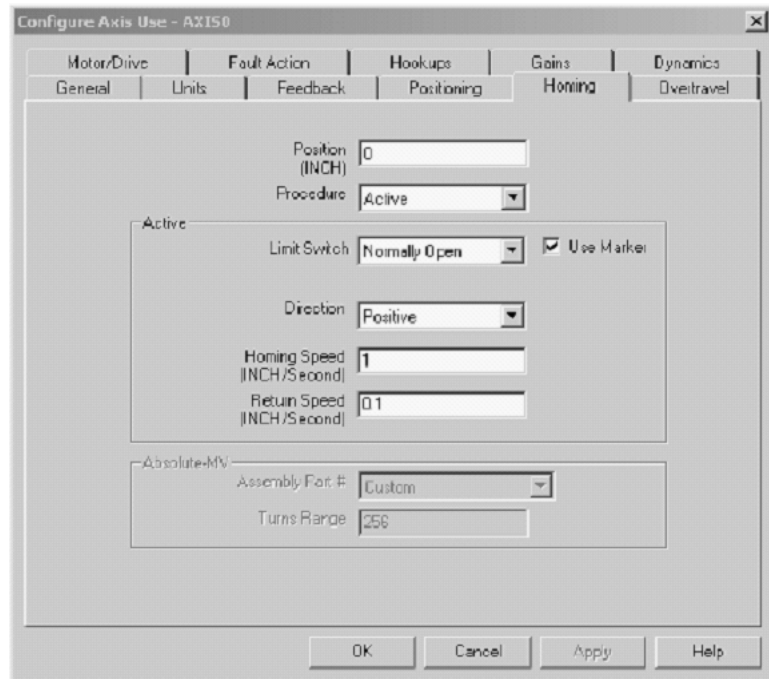 Configure Axis Use - AXIS0
Motor/Drive Fault Action Hookups Gains Dynamics
General Units Feedback Positioning Homing Overtravel
Position
(INCH)
0
Procedure
Active
Active
Limit Switch
Normally Open
Use Marker
Direction
Positive
Homing Speed
(INCH/Second)
1
Return Speed
(INCH/Second)
0.1
Absolute-MV
Assembly Part #
Custom
Turns Range
256
OK Cancel Apply Help